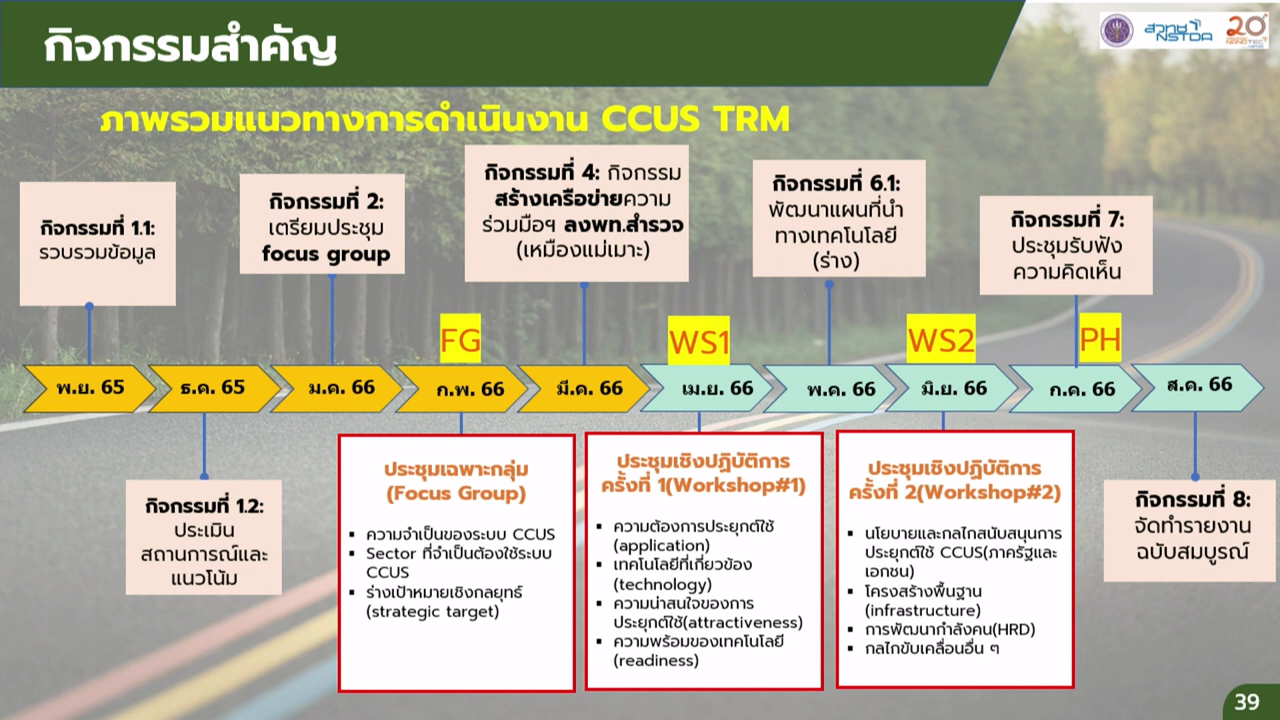 กิจกรรมสำคัญ
สวทช
NSTDA
20
NANOTEC
ภาพรวมแนวทางการดำเนินงาน CCUS TRM
กิจกรรมที่ 1.1:
รวบรวมข้อมูล
กิจกรรมที่ 2:
เตรียมประชุม
focus group
กิจกรรมที่ 4: กิจกรรม
สร้างเครือข่ายความ
ร่วมมือฯ ลงพท.สำรวจ
(เหมืองแม่เมาะ)
กิจกรรมที่ 6.1:
พัฒนาแผนที่นำ
ทางเทคโนโลยี
(ร่าง)
กิจกรรมที่ 7:
ประชุมรับฟัง
ความคิดเห็น
FG
WS1
WS2
PH
พ.ย. 65
ธ.ค. 65
ม.ค. 66
ก.พ. 66
มี.ค. 66
เม.ย. 66
พ.ค. 66
มิ.ย. 66
ก.ค. 66
ส.ค. 66
กิจกรรมที่ 1.2:
ประเมิน
สถานการณ์และ
แนวโน้ม
ประชุมเฉพาะกลุ่ม
(Focus Group)
▪ ความจำเป็นของระบบ CCUS
▪ Sector ที่จำเป็นต้องใช้ระบบ
CCUS
▪ ร่างเป้าหมายเชิงกลยุทธ์
(strategic target)
ประชุมเชิงปฏิบัติการ
ครั้งที่ 1(Workshop#1)
▪ ความต้องการประยุกต์ใช้
(application)
▪ เทคโนโลยีที่เกี่ยวข้อง
(technology)
▪ ความน่าสนใจของการ
ประยุกต์ใช้(attractiveness)
▪ ความพร้อมของเทคโนโลยี
(readiness)
ประชุมเชิงปฏิบัติการ
ครั้งที่ 2(Workshop#2)
▪ นโยบายและกลไกสนับสนุนการ
ประยุกต์ใช้ CCUS(ภาครัฐและ
เอกชน)
▪ โครงสร้างพื้นฐาน
(infrastructure)
▪ การพัฒนากำลังคน(HRD)
▪ กลไกขับเคลื่อนอื่น ๆ
กิจกรรมที่ 8:
จัดทำรายงาน
ฉบับสมบูรณ์
39